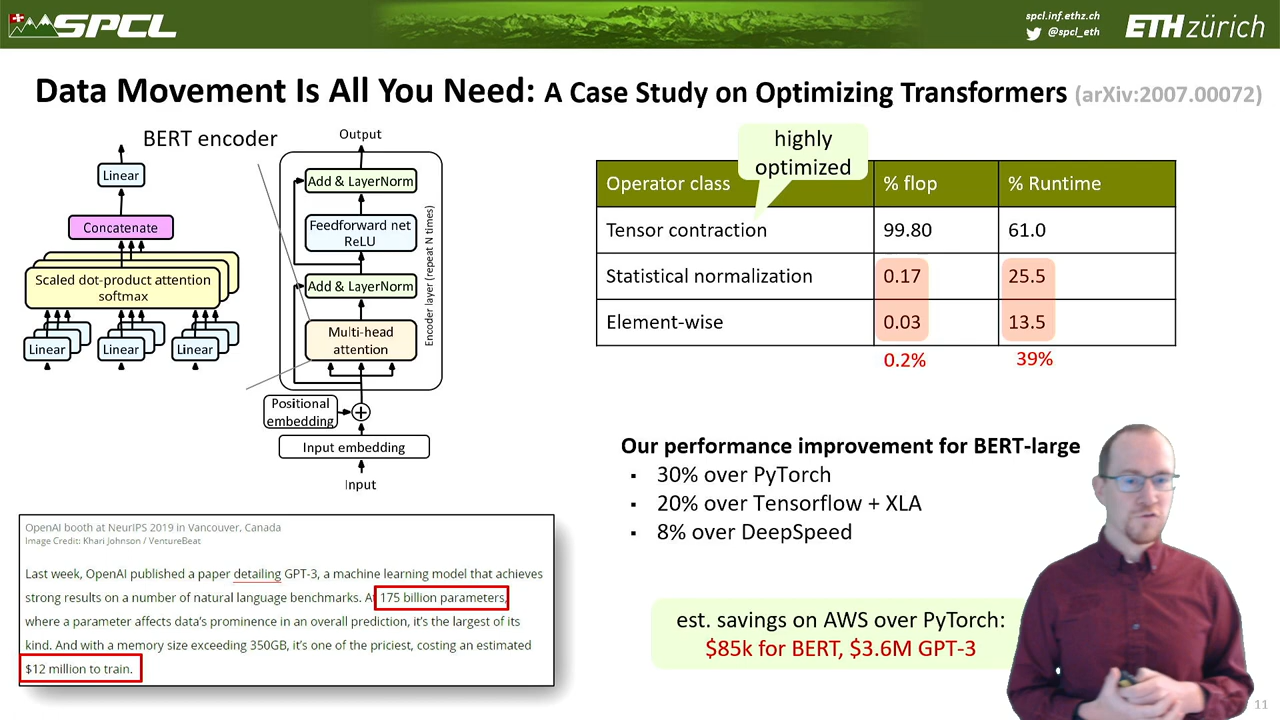 SPCL
spcl.inf.ethz.ch
@spcl_eth
ETH zürich
Data Movement Is All You Need: A Case Study on Optimizing Transformers (arXiv:2007.00072)
BERT encoder
Linear
Concatenate
Scaled dot-product attention
softmax
Linear
Linear
Linear
Output
Add & LayerNorm
Feedforward net
ReLU
Add & LayerNorm
Multi-head
attention
Encoder layer (repeat N times)
Positional
embedding
Input embedding
Input
highly
optimized
Operator class % flop % Runtime
Tensor contraction 99.80 61.0
Statistical normalization 0.17 25.5
Element-wise 0.03 13.5
0.2% 39%
Our performance improvement for BERT-large
▪ 30% over PyTorch
▪ 20% over Tensorflow + XLA
▪ 8% over DeepSpeed
est. savings on AWS over PyTorch:
$85k for BERT, $3.6M GPT-3
OpenAI booth at NeurIPS 2019 in Vancouver, Canada
Image Credit: Khari Johnson / VentureBeat
Last week, OpenAI published a paper detailing GPT-3, a machine learning model that achieves
strong results on a number of natural language benchmarks. At 175 billion parameters,
where a parameter affects data's prominence in an overall prediction, it's the largest of its
kind. And with a memory size exceeding 350GB, it's one of the priciest, costing an estimated
$12 million to train.
11